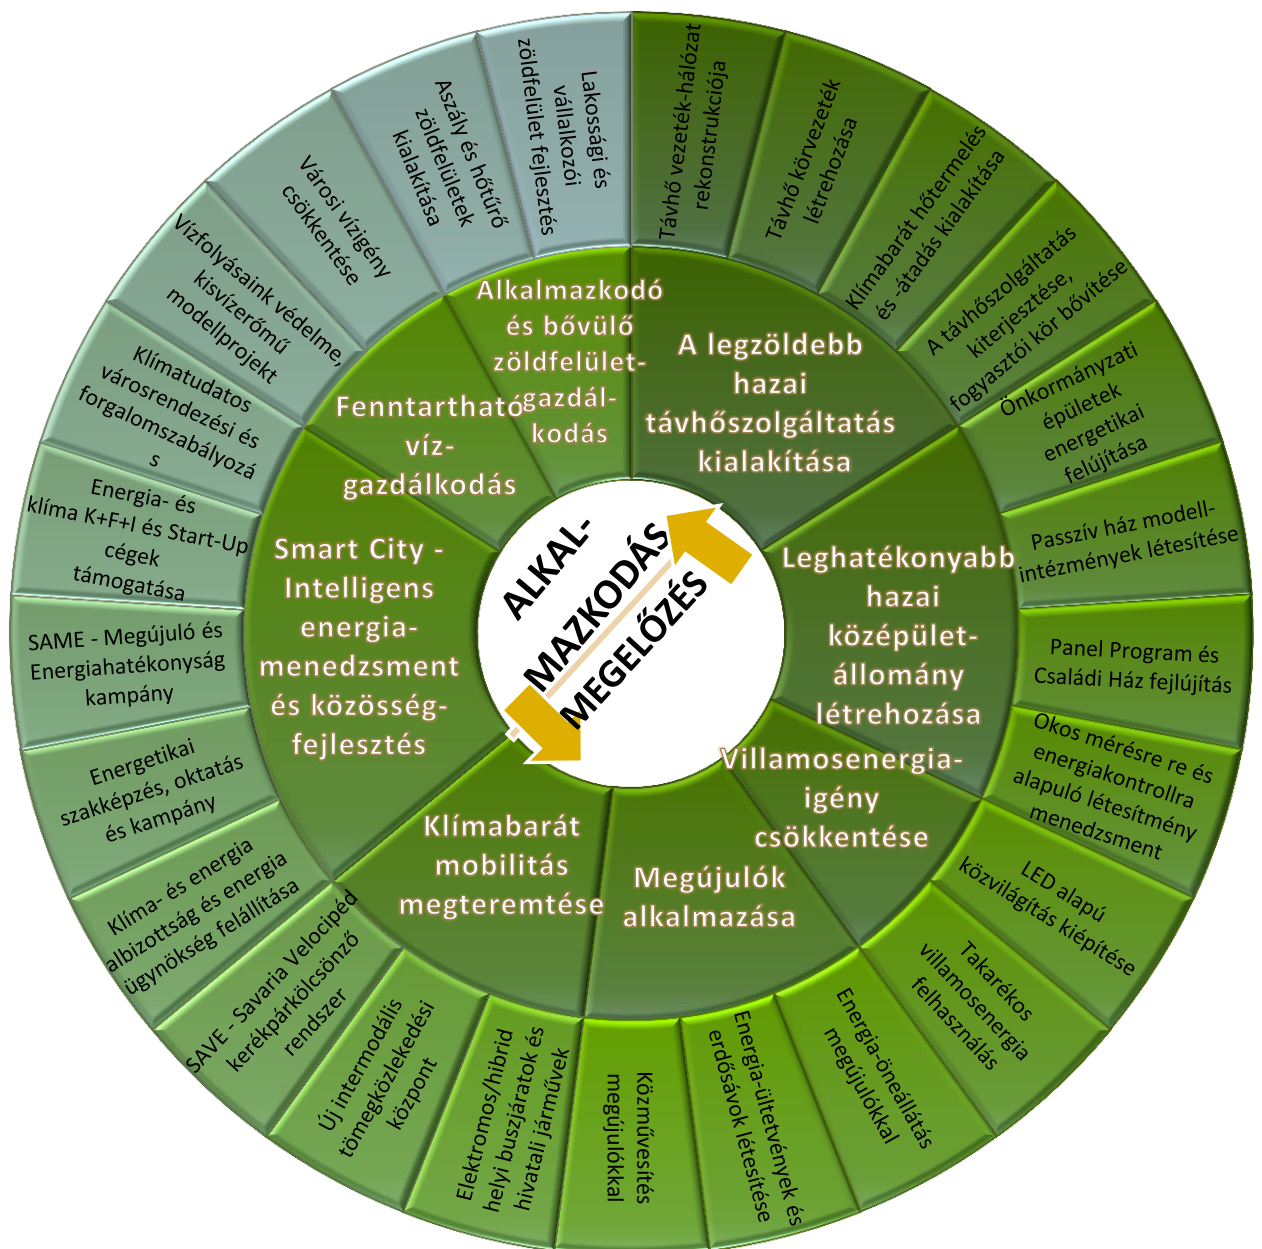 ALKAL-
MAZKODÁS
MEGELŐZÉS
A legzöldebb
hazai
távhőszolgáltatás
kialakítása
Leghatékonyabb
hazai
középület-
állomány
létrehozása
Villamosenergia-
igény
csökkentése
Megújulók
alkalmazása
Klímabarát
mobilitás
megteremtése
Smart City -
Intelligens
energia-
menedzsment
és közösség-
fejlesztés
Fenntartható
víz-
gazdálkodás
Alkalmazkodó
és bővülő
zöldfelület-
gazdál-
kodás
Távhő vezeték-hálózat
rekonstrukciója
Távhő körvezeték
létrehozása
Klímabarát hőtermelés
és -átadás kialakítása
A távhőszolgáltatás
kiterjesztése,
fogyasztói kör bővítése
Önkormányzati
épületek
energetikai
felújítása
Passzív ház modell-
intézmények létesítése
Panel Program és
Családi Ház fejlújítás
Okos mérésre re és
energiakontrollra
alapuló létesítmény
menedzsment
LED alapú
közvilágítás kiépítése
Takarékos
villamosenergia
felhasználás
Energia-önellátás
megújulókkal
Energia-ültetvények és
erdősávok létesítése
Közművesítés
megújulókkal
Elektromos/hibrid
helyi buszjáratok és
hivatali járművek
Új intermodális
tömegközlekedési
központ
SAVE - Savaria Velocipéd
kerékpárkölcsönző
rendszer
Klíma- és energia
albizottság és energia
ügynökség felállítása
Energetikai
szakképzés, oktatás
és kampány
SAME - Megújuló és
Energiahatékonyság
kampány
Energia- és
klíma K+F+I és Start-Up
cégek
támogatása
Klímatudatos
városrendezési és
forgalomszabályozá
s
Vízfolyásaink védelme,
kisvízerőmű
modellprojekt
Városi vízigény
csökkentése
Aszály és hőtűrő
zöldfelületek
kialakítása
Lakossági és
vállalkozói
zöldfelület fejlesztés